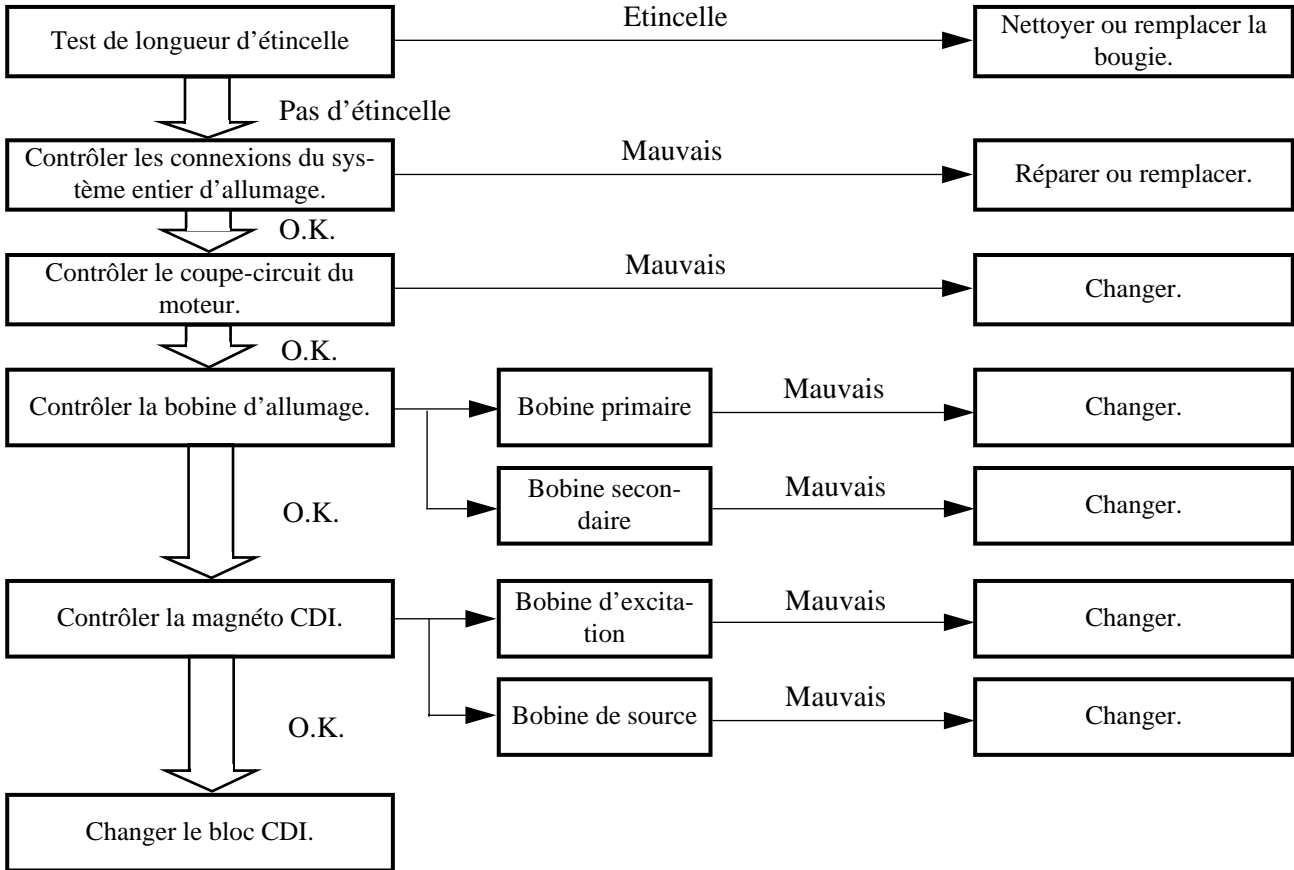 Etincelle
Test de longueur d’étincelle
Nettoyer ou remplacer la
bougie.
Pas d’étincelle
Contrôler les connexions du sys-
tème entier d’allumage.
Mauvais
Réparer ou remplacer.
O.K.
Contrôler le coupe-circuit du
moteur.
Mauvais
Changer.
O.K.
Contrôler la bobine d’allumage.
Bobine primaire
Mauvais
Changer.
Bobine secon-
daire
Mauvais
Changer.
O.K.
Contrôler la magnéto CDI.
Bobine d’excita-
tion
Mauvais
Changer.
Bobine de source
Mauvais
Changer.
O.K.
Changer le bloc CDI.